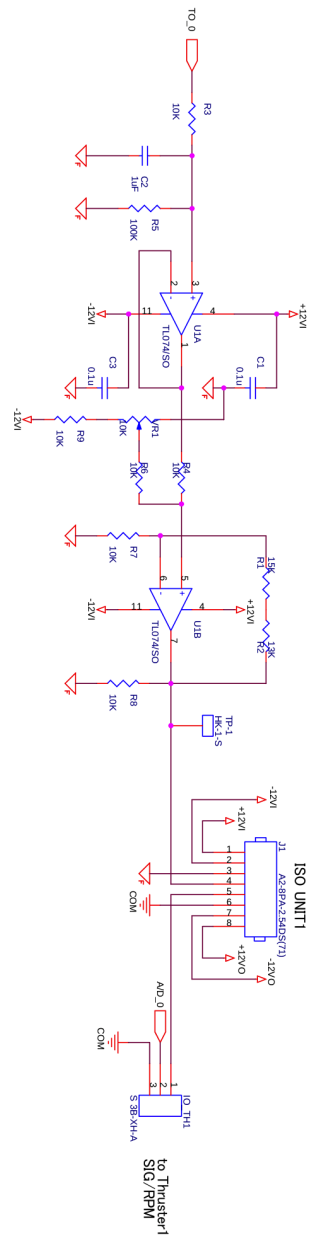 TO_0
R3
10K
C2
1uF
R5
100K
F
F
3
2
+
-
4
11
1
U1A
TL074/SO
+12VI
-12VI
C3
0.1u
F
C1
0.1u
F
-12VI
R9
10K
VR1
10K
R6
10K
R4
10K
R7
10K
F
5
6
+
-
4
11
7
U1B
TL074/SO
+12VI
-12VI
15K
R1
13K
R2
R8
10K
F
TP-1
HK-1-S
ISO UNIT1
J1
A2-8PA-2.54DS(71)
1
2
3
4
5
6
7
8
-12VI
+12VI
F
COM
+12VO
-12VO
A/D_0
COM
IO_TH1
1
2
3
S 3B-XH-A
to Thruster1
SIG/RPM